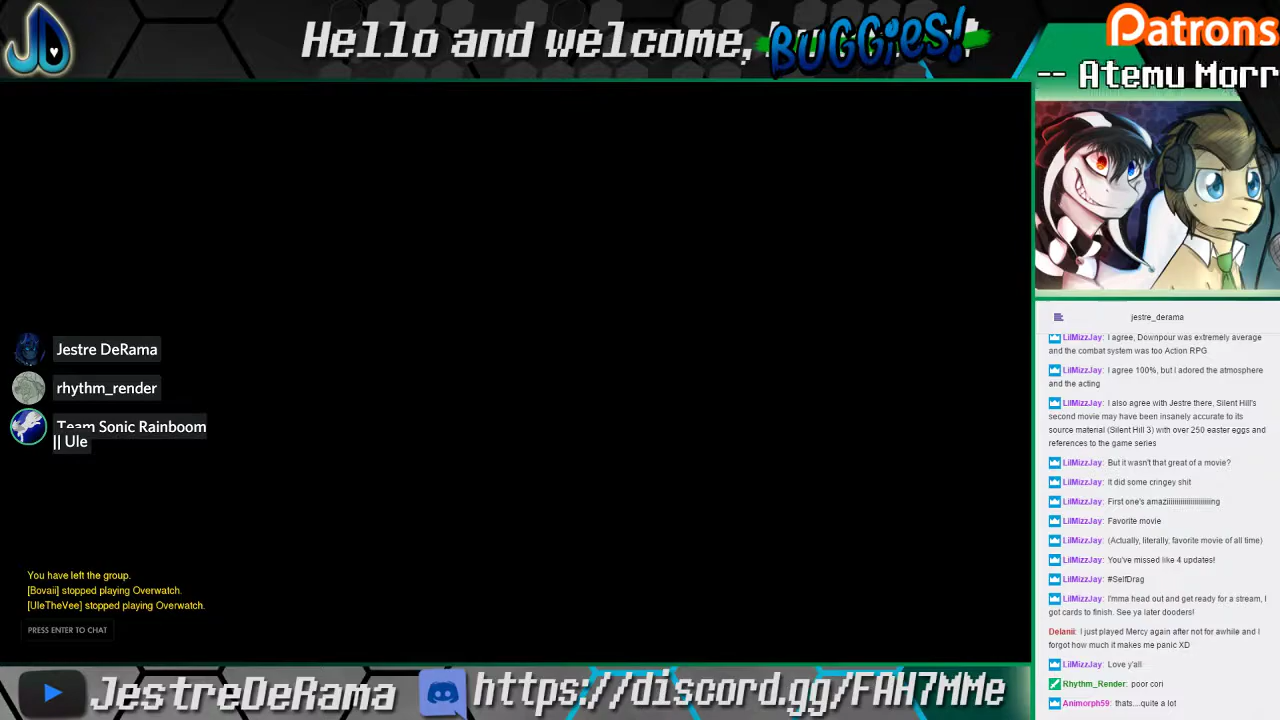 JD
Hello and welcome,
BUGGIES!
Patrons
-- Atemu Morr
Jestre DeRama
rhythm_render
Team Sonic Rainboom
|| Ule
You have left the group.
[Bovaii] stopped playing Overwatch.
[UleTheVee] stopped playing Overwatch.
PRESS ENTER TO CHAT
jestre_derama
LilMizzJay: I agree, Downpour was extremely average
and the combat system was too Action RPG
LilMizzJay: I agree 100%, but I adored the atmosphere
and the acting
LilMizzJay: I also agree with Jestre there, Silent Hill's
second movie may have been insanely accurate to its
source material (Silent Hill 3) with over 250 easter eggs and
references to the game series
LilMizzJay: But it wasn't that great of a movie?
LilMizzJay: It did some cringey shit
LilMizzJay: First one's amaziiiiiiiiiiiiiiiiiiiiiing
LilMizzJay: Favorite movie
LilMizzJay: (Actually, literally, favorite movie of all time)
LilMizzJay: You've missed like 4 updates!
LilMizzJay: #SelfDrag
LilMizzJay: I'mma head out and get ready for a stream, I
got cards to finish. See ya later dooders!
Delanii: I just played Mercy again after not for awhile and I
forgot how much it makes me panic XD
LilMizzJay: Love y'all
Rhythm_Render: poor cori
Animorph59: thats....quite a lot
JestreDeRama
https://discord.gg/FAH7MMe